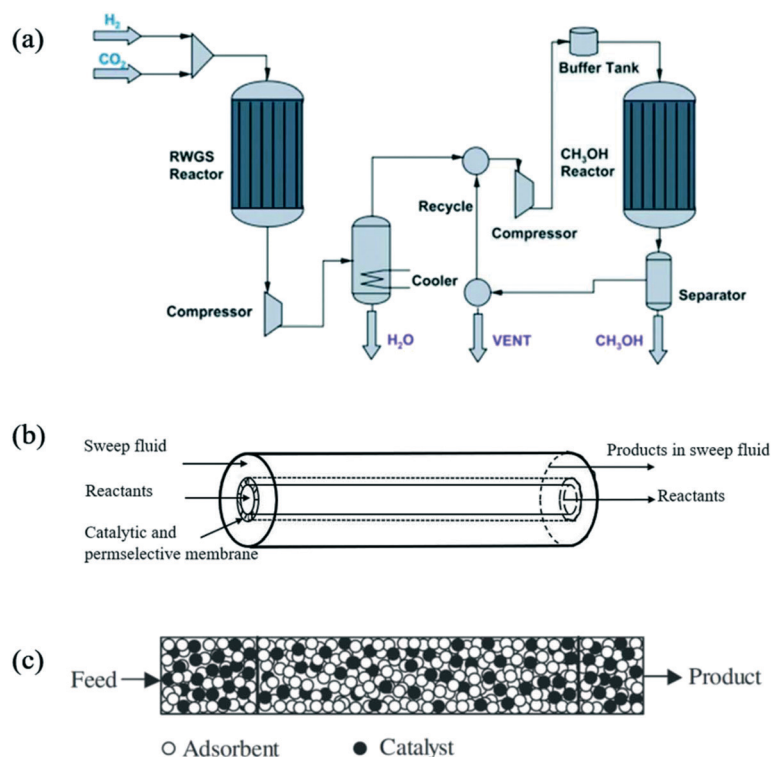 (a)
H₂
CO₂
RWGS
Reactor
Compressor
Cooler
H₂O
Recycle
VENT
Compressor
Buffer Tank
CH₃OH
Reactor
Separator
CH₃OH
(b)
Sweep fluid
Reactants
Catalytic and
permselective membrane
Products in sweep fluid
Reactants
(c)
Feed
Product
Adsorbent
Catalyst